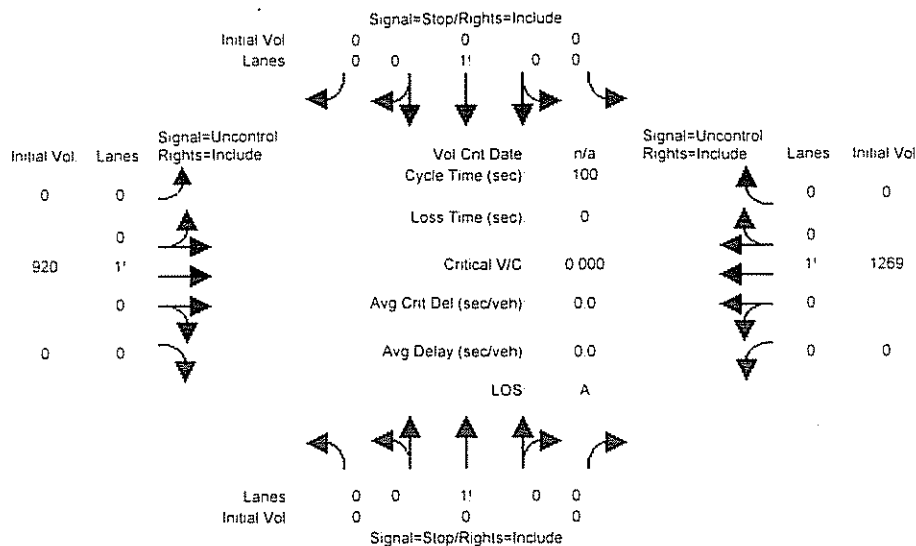 Signal=Stop/Rights=Include
Initial Vol 0 0 0
Lanes 0 0 1! 0 0
Signal=Uncontrol
Rights=Include
Initial Vol. Lanes
Vol Cnt Date n/a
Cycle Time (sec) 100
Signal=Uncontrol
Rights=Include
Lanes Initial Vol
0 0 0 0
Loss Time (sec) 0
0 0
920 1! Critical V/C 0.000 1! 1269
0 Avg Crit Del (sec/veh) 0.0 0
0 0 Avg Delay (sec/veh) 0.0 0 0
LOS A
Lanes 0 0 1! 0 0
Initial Vol 0 0 0
Signal=Stop/Rights=Include